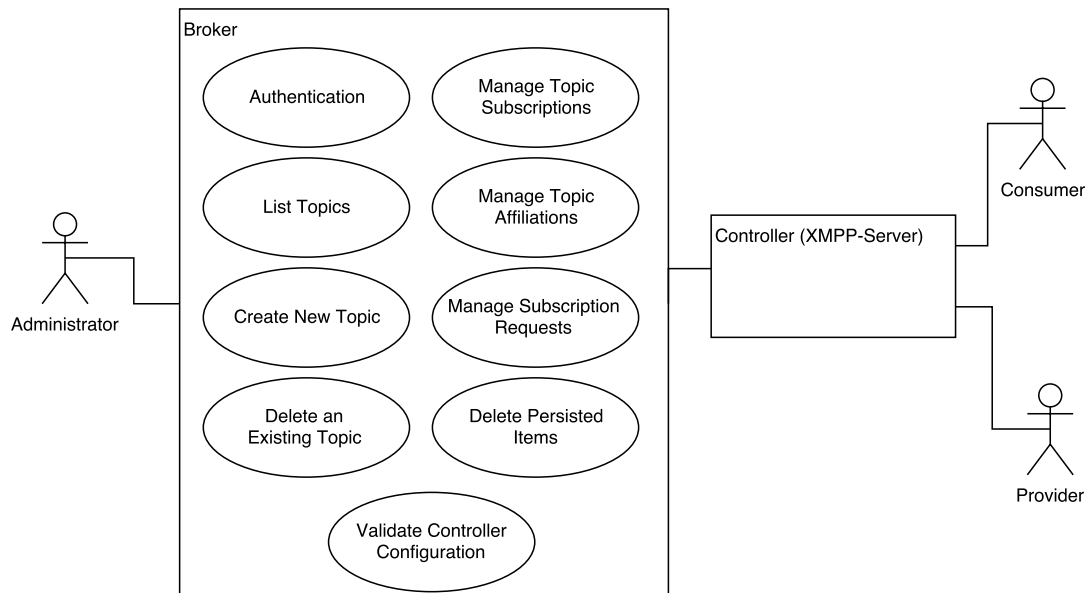 Broker
Authentication
Manage Topic
Subscriptions
List Topics
Manage Topic
Affiliations
Create New Topic
Manage Subscription
Requests
Delete an
Existing Topic
Delete Persisted
Items
Validate Controller
Configuration
Administrator
Controller (XMPP-Server)
Consumer
Provider